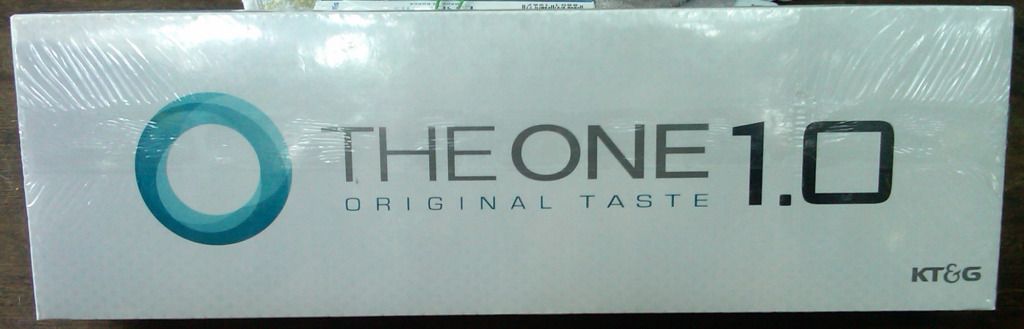 THE ONE 1.0
ORIGINAL TASTE
KT&G